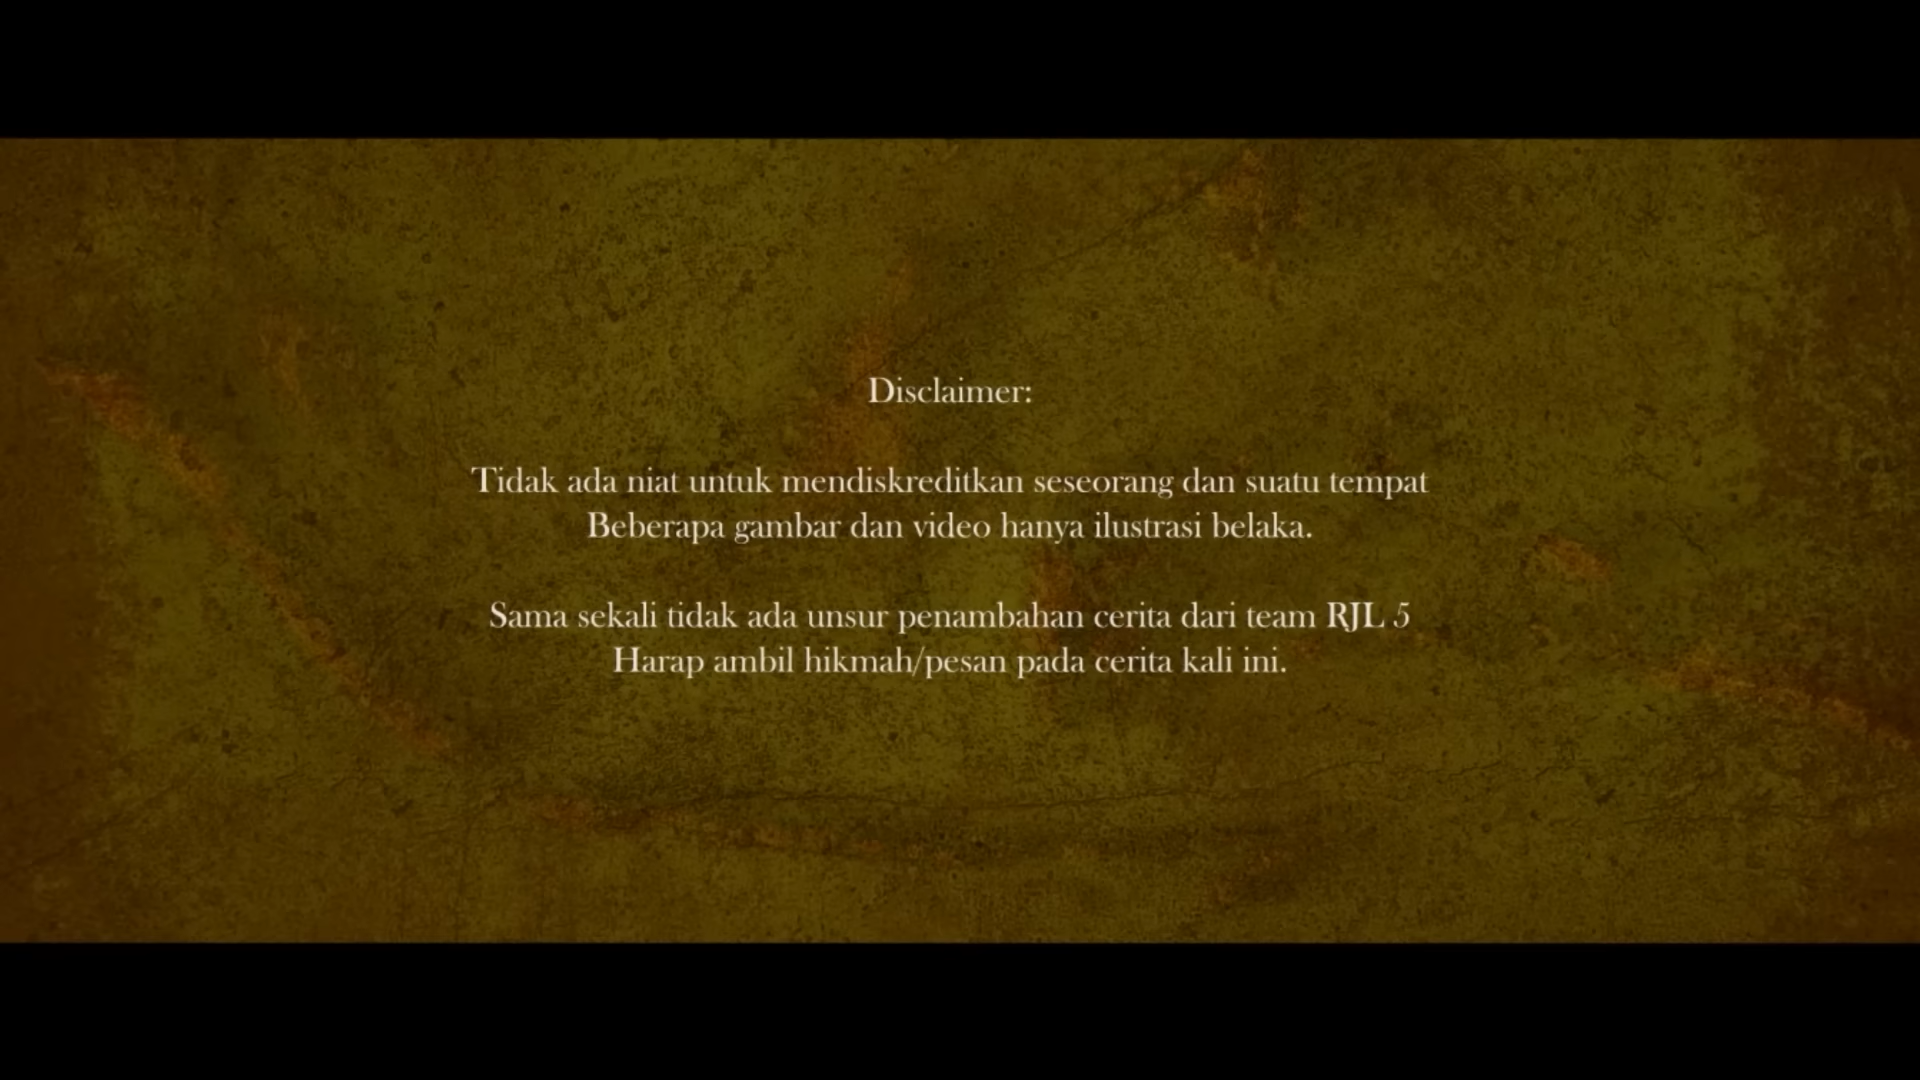 Disclaimer:
Tidak ada niat untuk mendiskreditkan seseorang dan suatu tempat
Beberapa gambar dan video hanya ilustrasi belaka.
Sama sekali tidak ada unsur penambahan cerita dari team RJL 5
Harap ambil hikmah/pesan pada cerita kali ini.